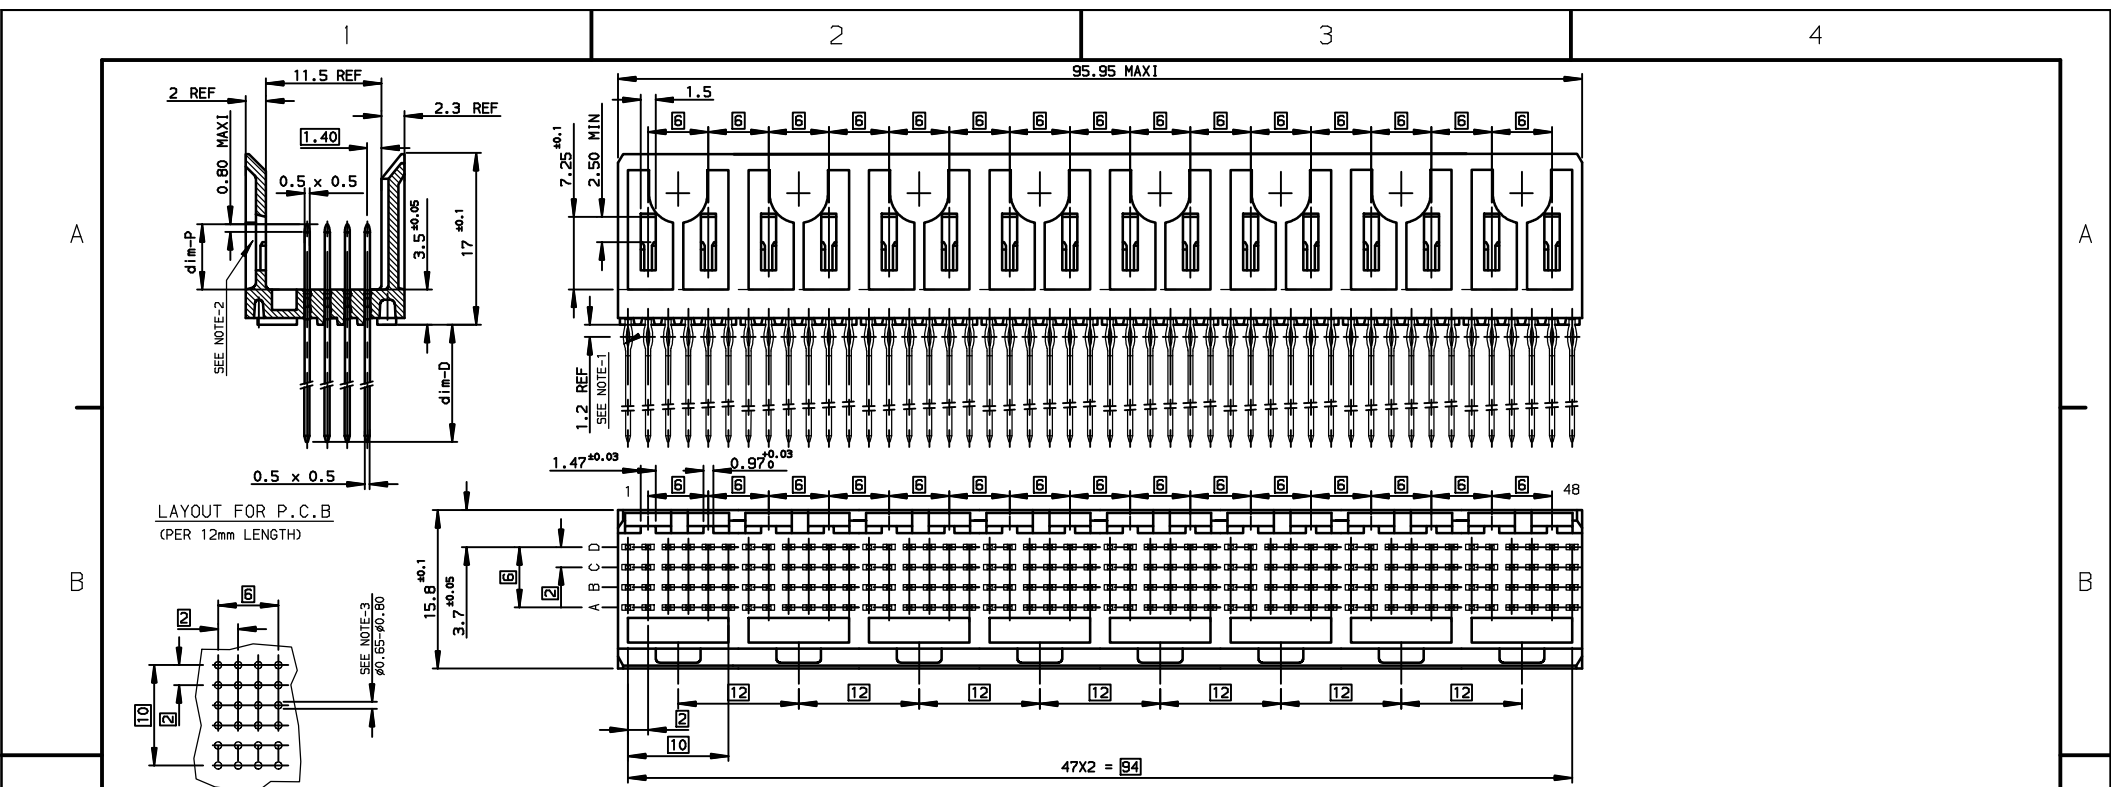 1
2
3
4
A
A
B
B
11.5 REF
2 REF
2.3 REF
0.80 MAXI
1.40
0.5 x 0.5
dim-P
3.5 ±0.05
17 ±0.1
SEE NOTE-2
dim-D
0.5 x 0.5
95.95 MAXI
1.5
6 6 6 6 6 6 6 6 6 6 6 6 6 6 6
7.25 ±0.1
2.50 MIN
1.2 REF
SEE NOTE-1
1.47 ±0.03
0.97 +0.03 0
1
6 6 6 6 6 6 6 6 6 6 6 6 6 6 6
48
15.8 ±0.1
3.7 ±0.05
6
2
D
C
B
A
12 12 12 12 12 12 12
2
10
47X2 = 94
LAYOUT FOR P.C.B
(PER 12mm LENGTH)
6
2
10
2
SEE NOTE-3
ø0.65-ø0.80